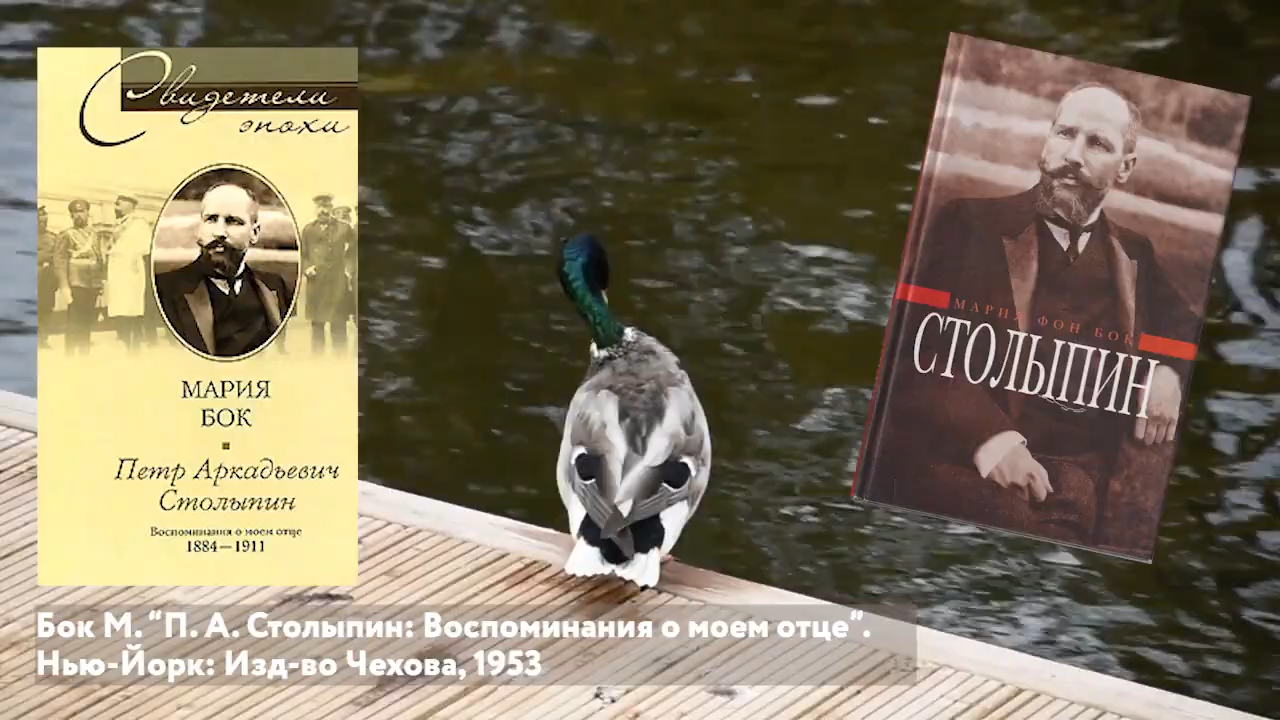 Свидетели
эпохи
МАРИЯ
БОК
Петр Аркадьевич
Столыпин
Воспоминания о моем отце
1884—1911
МАРИЯ ФОН БОК
СТОЛЫПИН
Бок М. “П. А. Столыпин: Воспоминания о моем отце”.
Нью-Йорк: Изд-во Чехова, 1953